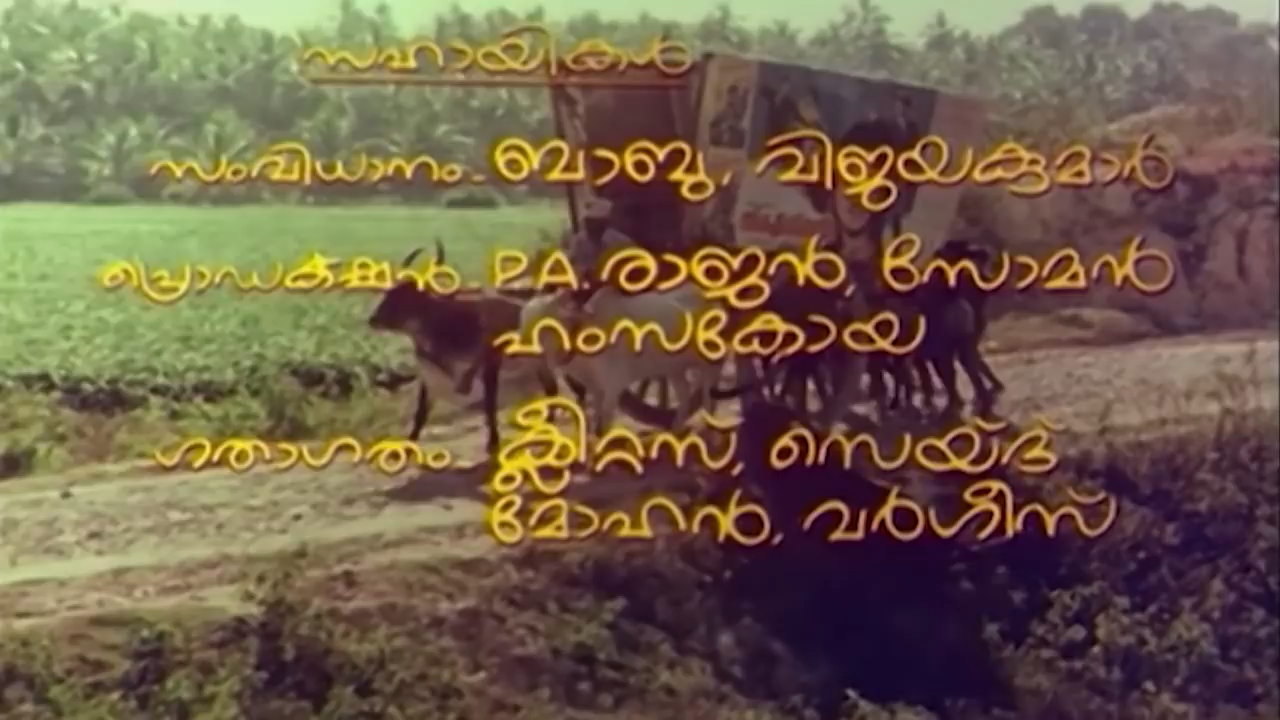 സഹായികൾ
സംവിധാനം- ബാബു, വിജയകുമാർ
പ്രൊഡക്ഷൻ- P.A. രാജൻ, സോമൻ
ഹംസകോയ
ഗതാഗതം- ക്ലീറ്റസ്, സെയ്ദ്
മോഹൻ, വർഗീസ്